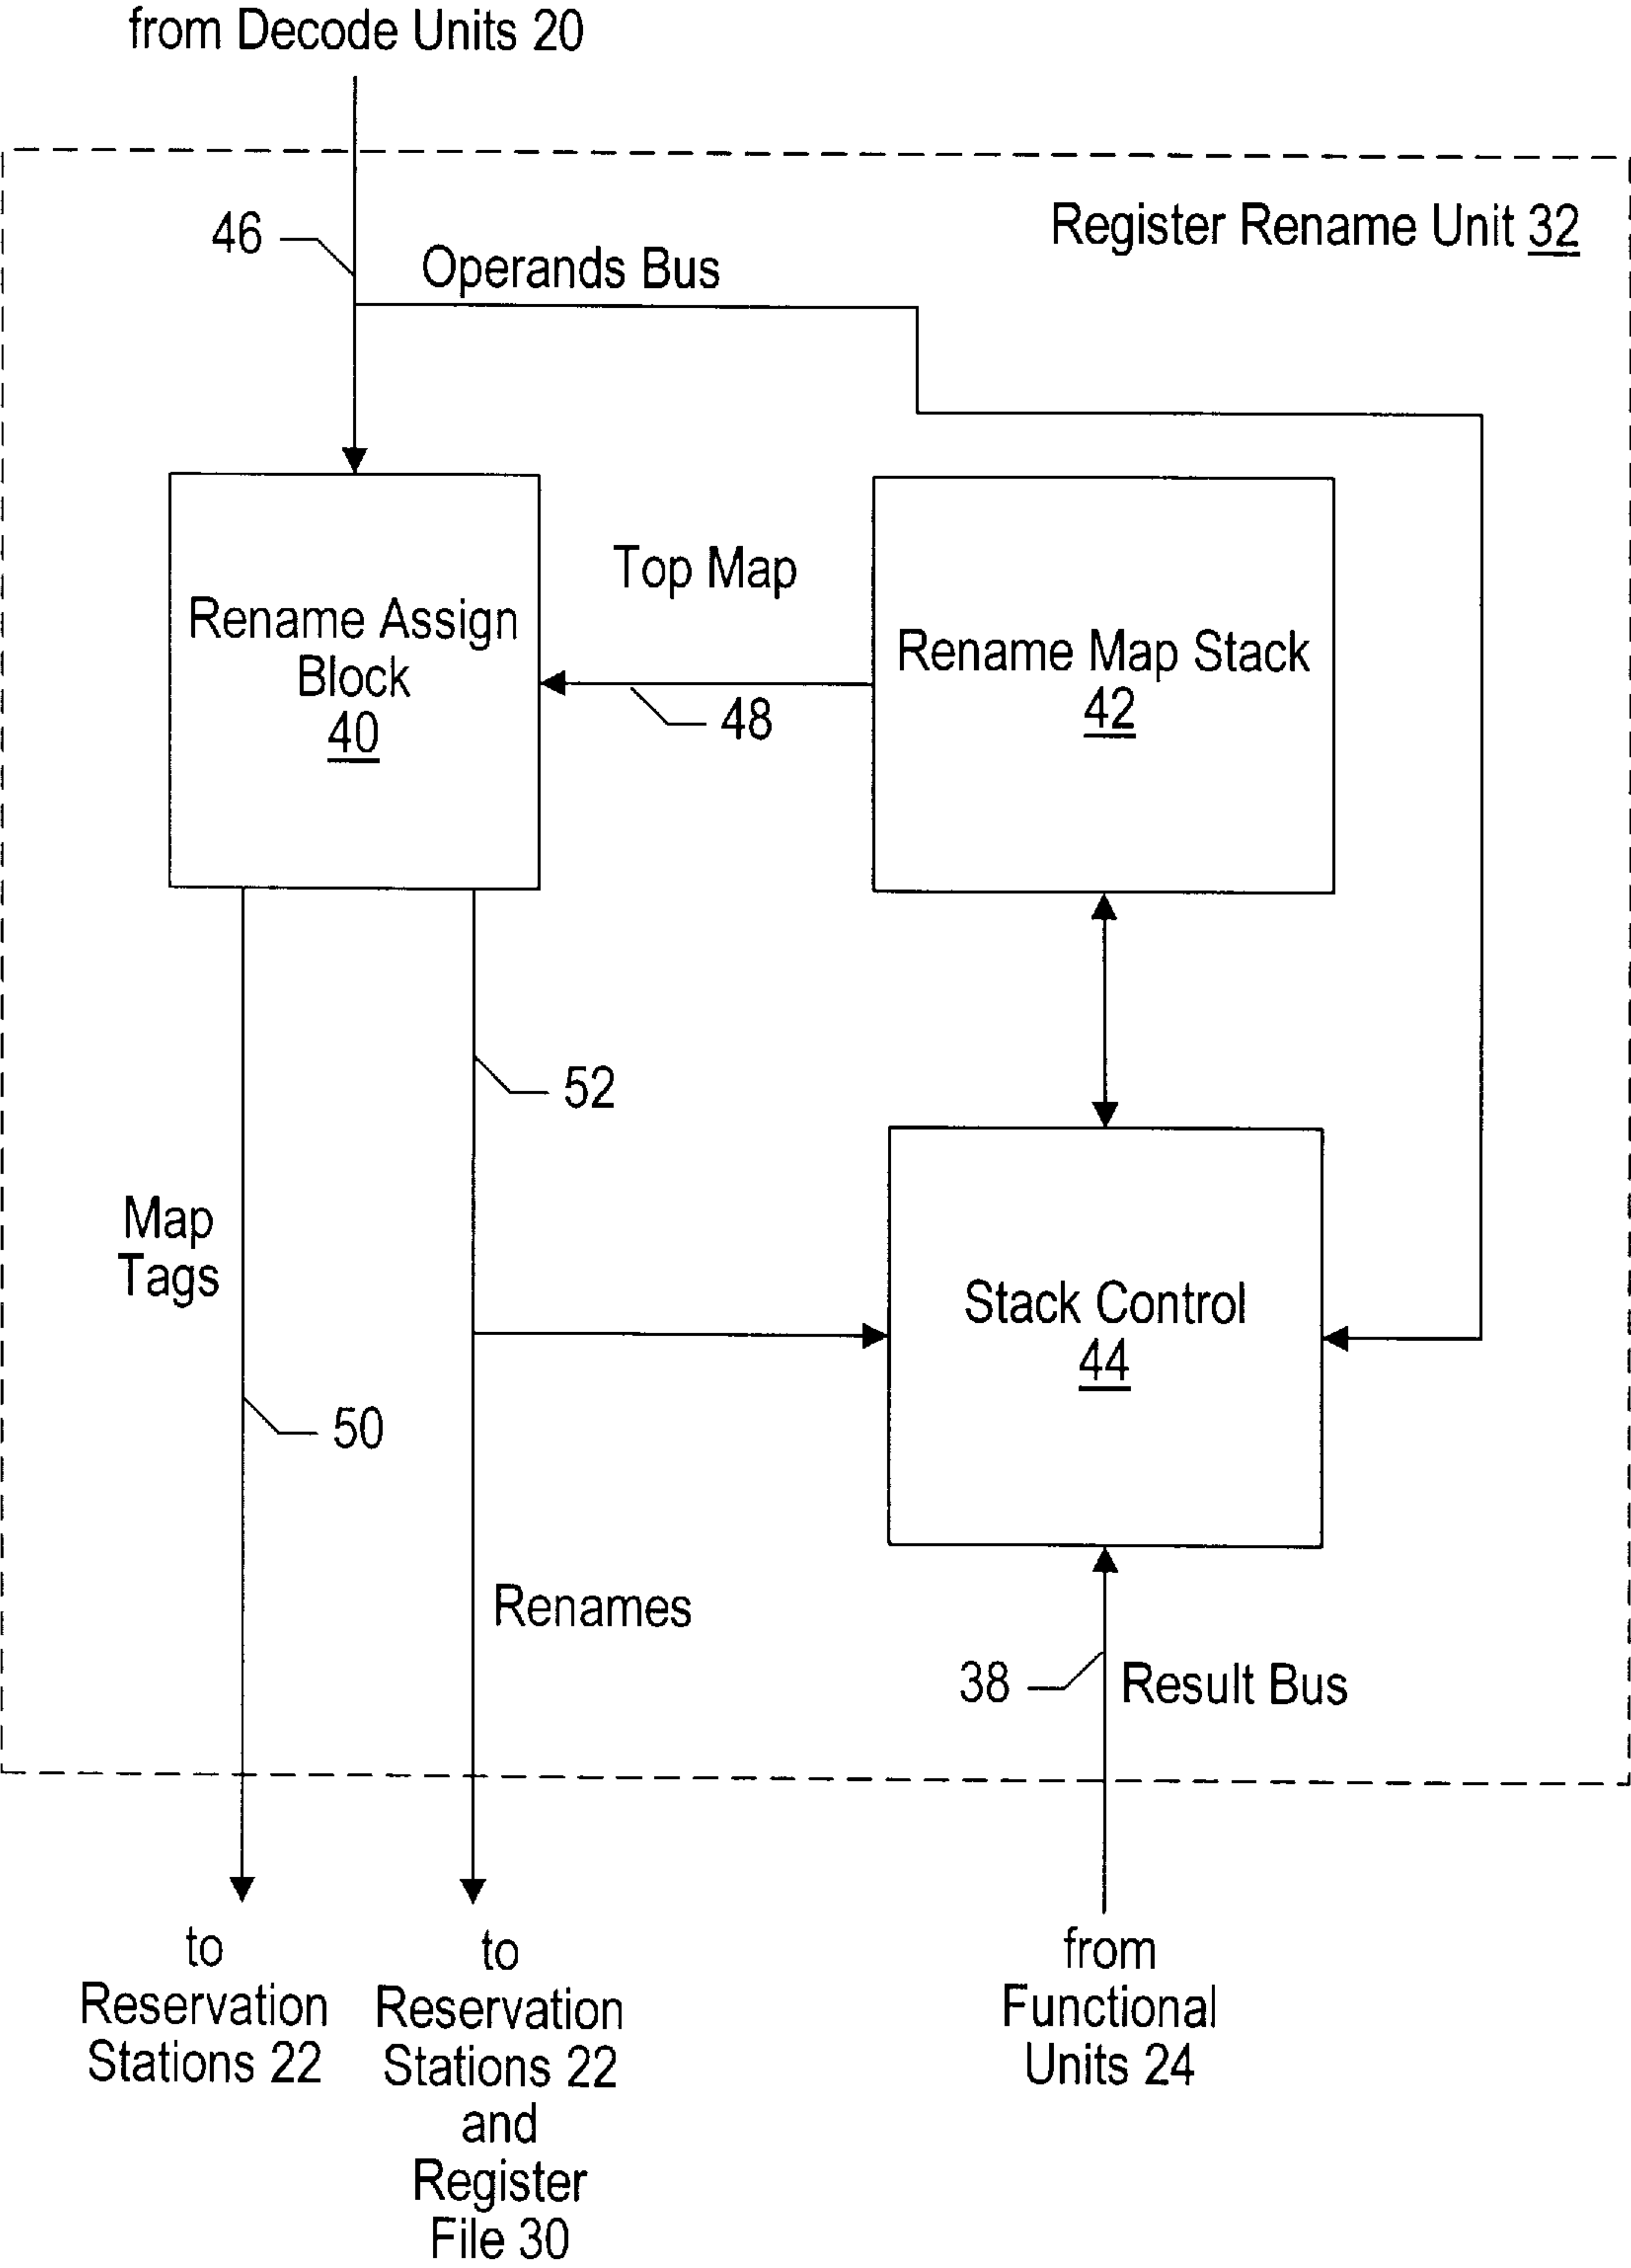 from Decode Units 20
Register Rename Unit 32
46
Operands Bus
Top Map
Rename Assign
Block
40
Rename Map Stack
42
48
52
Map
Tags
Stack Control
44
50
Renames
38
Result Bus
to
Reservation
Stations 22
to
Reservation
Stations 22
and
Register
File 30
from
Functional
Units 24